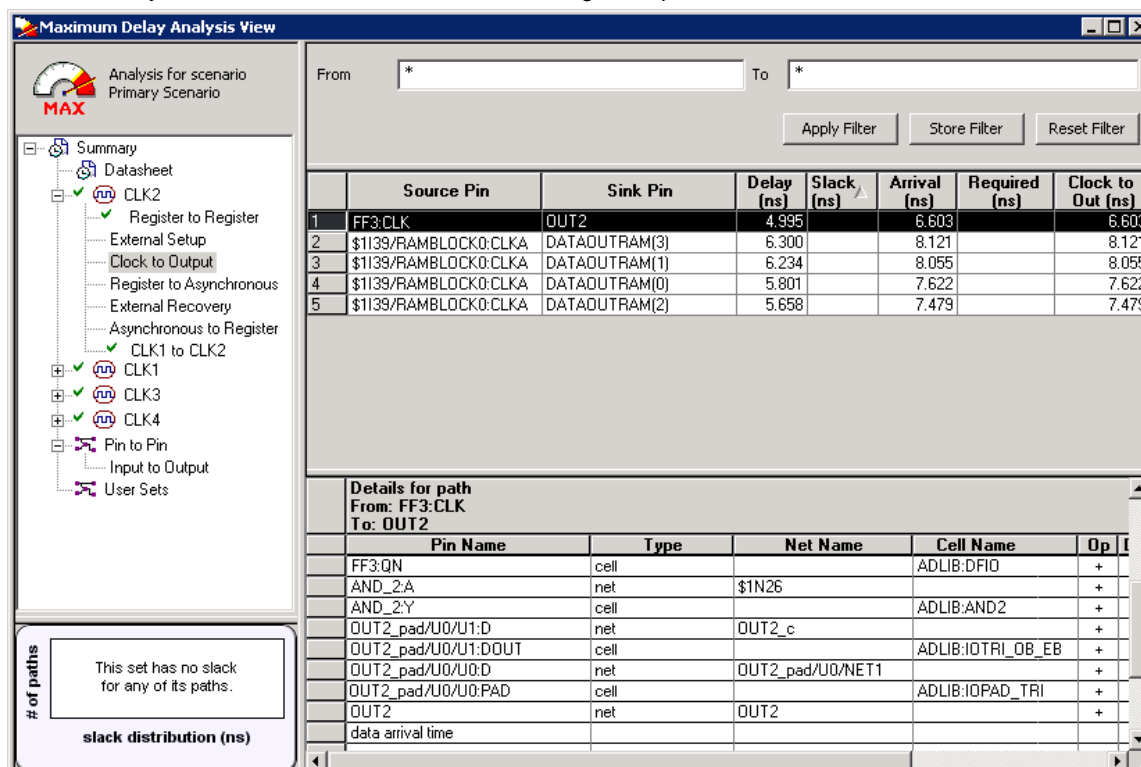 Maximum Delay Analysis View
MAX
Analysis for scenario
Primary Scenario
From * To *
Apply Filter Store Filter Reset Filter
Summary
Datasheet
CLK2
Register to Register
External Setup
Clock to Output
Register to Asynchronous
External Recovery
Asynchronous to Register
CLK1 to CLK2
CLK1
CLK3
CLK4
Pin to Pin
Input to Output
User Sets
Source Pin Sink Pin Delay (ns) Slack (ns) Arrival (ns) Required (ns) Clock to Out (ns)
1 FF3:CLK OUT2 4.995 6.603 6.603
2 $1I39/RAMBLOCK0:CLKA DATAOUTRAM(3) 6.300 8.121 8.121
3 $1I39/RAMBLOCK0:CLKA DATAOUTRAM(1) 6.234 8.055 8.055
4 $1I39/RAMBLOCK0:CLKA DATAOUTRAM(0) 5.801 7.622 7.622
5 $1I39/RAMBLOCK0:CLKA DATAOUTRAM(2) 5.658 7.479 7.479
Details for path
From: FF3:CLK
To: OUT2
Pin Name Type Net Name Cell Name Op
FF3:QN cell ADLIB:DFI0 +
AND_2:A net $1N26 +
AND_2:Y cell ADLIB:AND2 +
OUT2_pad/U0/U1:D net OUT2_c +
OUT2_pad/U0/U1:DOUT cell ADLIB:IOTRI_OB_EB +
OUT2_pad/U0/U0:D net OUT2_pad/U0/NET1 +
OUT2_pad/U0/U0:PAD cell ADLIB:IOPAD_TRI +
OUT2 net OUT2 +
data arrival time
# of paths
This set has no slack
for any of its paths.
slack distribution (ns)